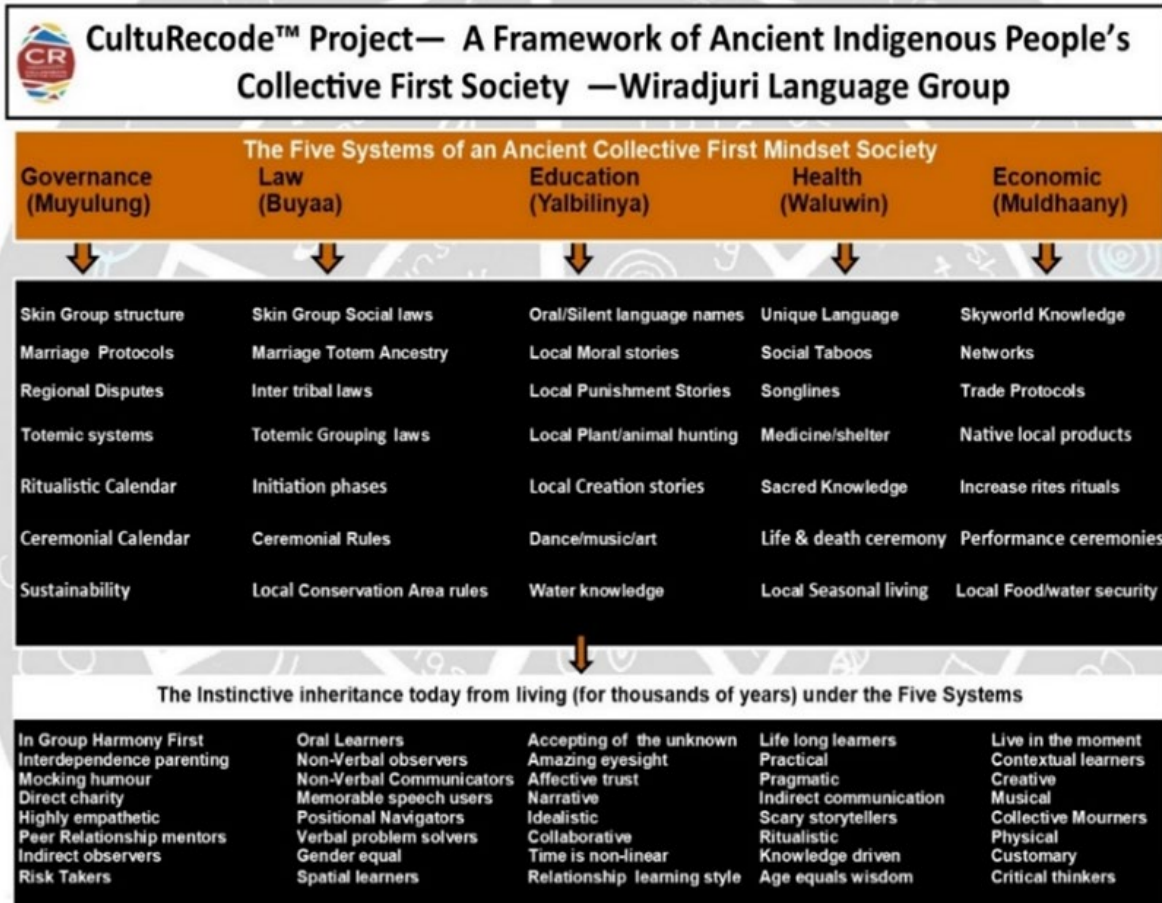 CR
CultuRecode™ Project— A Framework of Ancient Indigenous People's
Collective First Society —Wiradjuri Language Group
The Five Systems of an Ancient Collective First Mindset Society
Governance
(Muyulung)
Law
(Buyaa)
Education
(Yalbilinya)
Health
(Waluwin)
Economic
(Muldhaany)
Skin Group structure
Marriage Protocols
Regional Disputes
Totemic systems
Ritualistic Calendar
Ceremonial Calendar
Sustainability
Skin Group Social laws
Marriage Totem Ancestry
Inter tribal laws
Totemic Grouping laws
Initiation phases
Ceremonial Rules
Local Conservation Area rules
Oral/Silent language names
Local Moral stories
Local Punishment Stories
Local Plant/animal hunting
Local Creation stories
Dance/music/art
Water knowledge
Unique Language
Social Taboos
Songlines
Medicine/shelter
Sacred Knowledge
Life & death ceremony
Local Seasonal living
Skyworld Knowledge
Networks
Trade Protocols
Native local products
Increase rites rituals
Performance ceremonies
Local Food/water security
The Instinctive inheritance today from living (for thousands of years) under the Five Systems
In Group Harmony First
Interdependence parenting
Mocking humour
Direct charity
Highly empathetic
Peer Relationship mentors
Indirect observers
Risk Takers
Oral Learners
Non-Verbal observers
Non-Verbal Communicators
Memorable speech users
Positional Navigators
Verbal problem solvers
Gender equal
Spatial learners
Accepting of the unknown
Amazing eyesight
Affective trust
Narrative
Idealistic
Collaborative
Time is non-linear
Relationship learning style
Life long learners
Practical
Pragmatic
Indirect communication
Scary storytellers
Ritualistic
Knowledge driven
Age equals wisdom
Live in the moment
Contextual learners
Creative
Musical
Collective Mourners
Physical
Customary
Critical thinkers